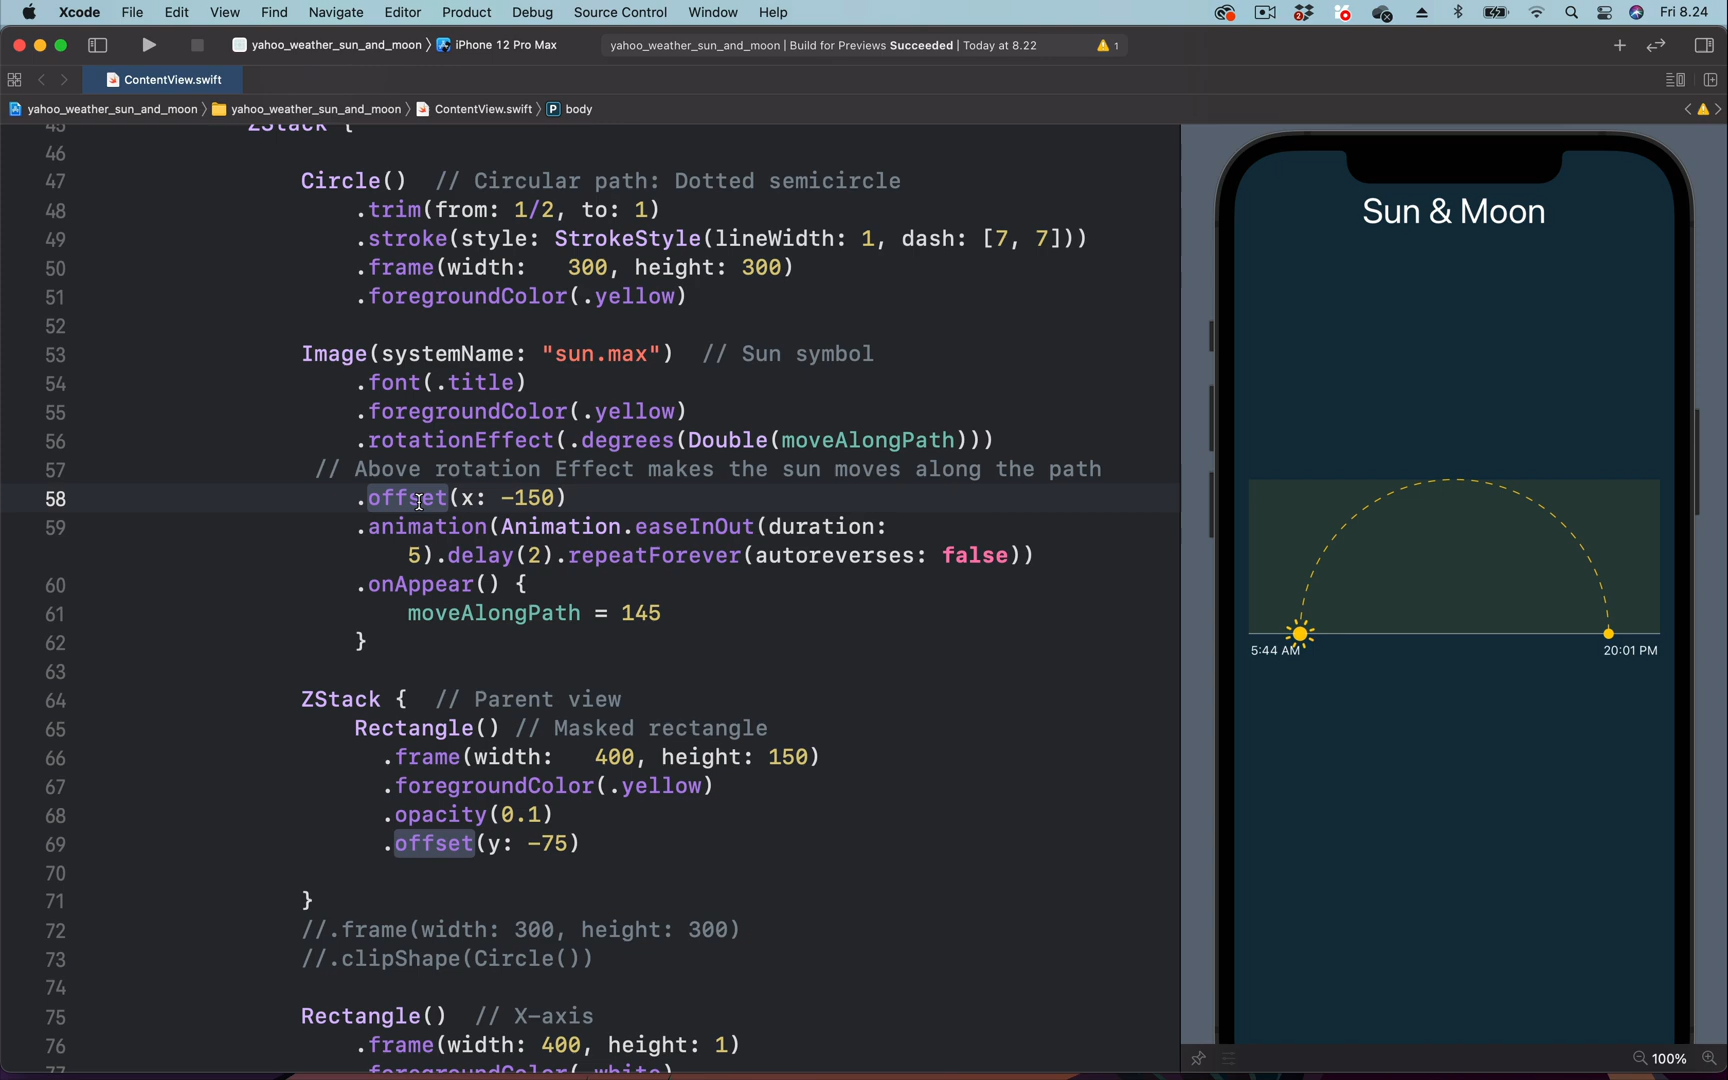 Xcode File Edit View Find Navigate Editor Product Debug Source Control Window Help Fri 8.24
yahoo_weather_sun_and_moon 〉 iPhone 12 Pro Max
yahoo_weather_sun_and_moon | Build for Previews Succeeded | Today at 8.22
1
ContentView.swift
yahoo_weather_sun_and_moon 〉 yahoo_weather_sun_and_moon 〉 ContentView.swift 〉 P body
45 ZStack {
46
47 Circle() // Circular path: Dotted semicircle
48 .trim(from: 1/2, to: 1)
49 .stroke(style: StrokeStyle(lineWidth: 1, dash: [7, 7]))
50 .frame(width: 300, height: 300)
51 .foregroundColor(.yellow)
52
53 Image(systemName: "sun.max") // Sun symbol
54 .font(.title)
55 .foregroundColor(.yellow)
56 .rotationEffect(.degrees(Double(moveAlongPath)))
57 // Above rotation Effect makes the sun moves along the path
58 .offset(x: -150)
59 .animation(Animation.easeInOut(duration:
5).delay(2).repeatForever(autoreverses: false))
60 .onAppear() {
61 moveAlongPath = 145
62 }
63
64 ZStack { // Parent view
65 Rectangle() // Masked rectangle
66 .frame(width: 400, height: 150)
67 .foregroundColor(.yellow)
68 .opacity(0.1)
69 .offset(y: -75)
70
71 }
72 //.frame(width: 300, height: 300)
73 //.clipShape(Circle())
74
75 Rectangle() // X-axis
76 .frame(width: 400, height: 1)
77 .foregroundColor(.white)
Sun & Moon
5:44 AM
20:01 PM
100%